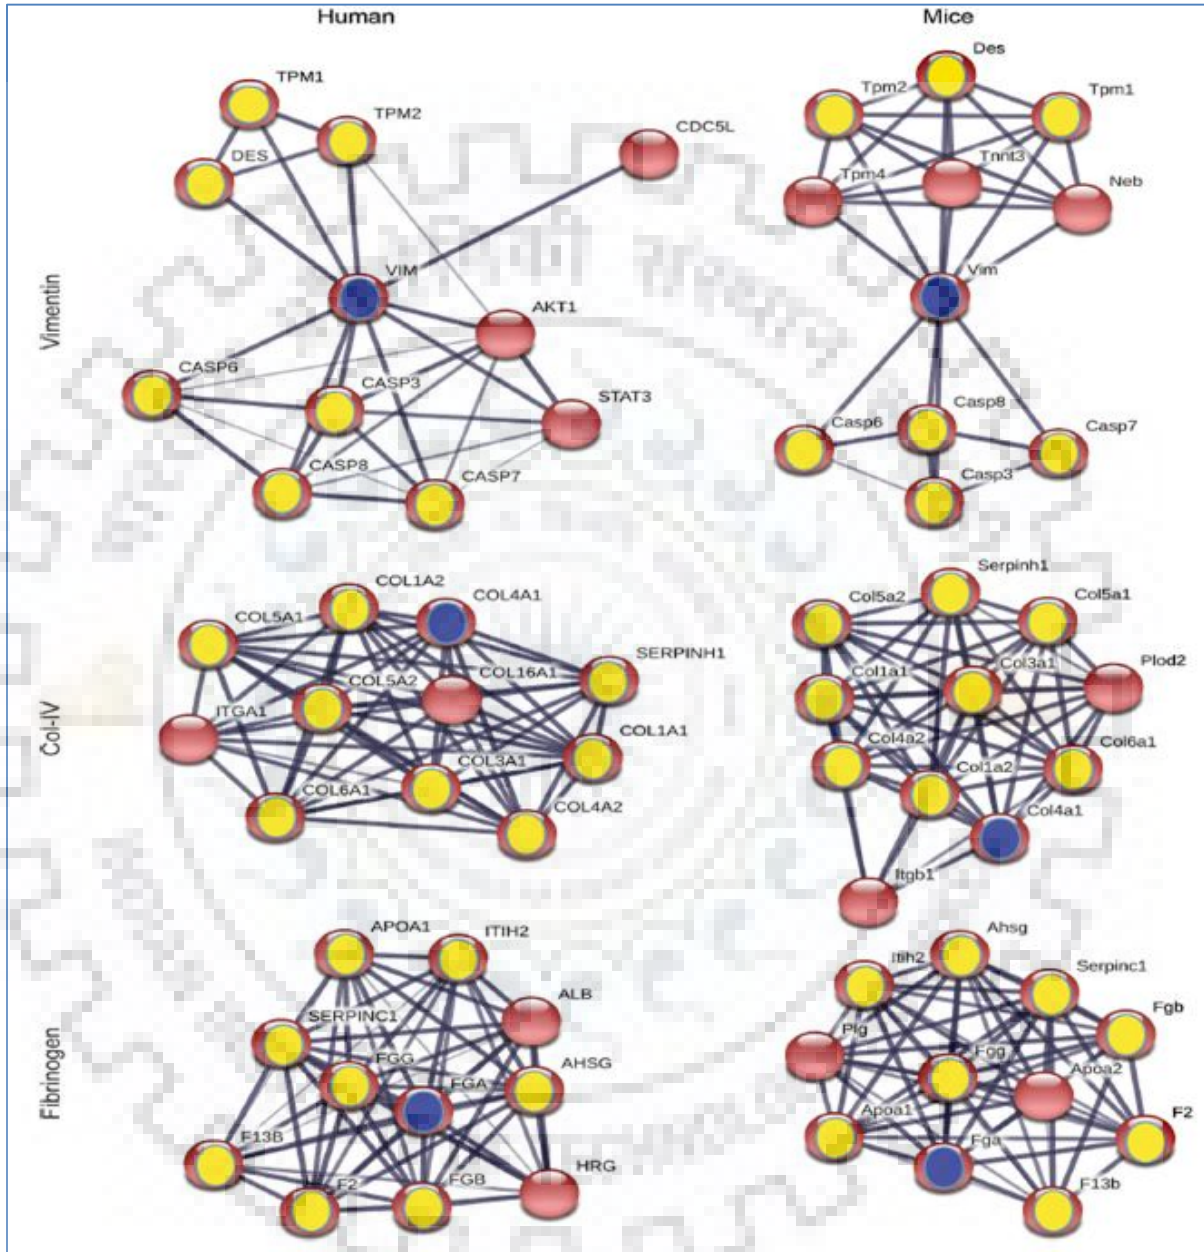 Human
Mice
Vimentin
TPM1
TPM2
CDC5L
DES
VIM
AKT1
CASP6
CASP3
STAT3
CASP8
CASP7
Des
Tpm2
Tpm1
Tnnt3
Tpm4
Neb
Vim
Casp8
Casp6
Casp7
Casp3
Col-IV
COL1A2
COL4A1
COL5A1
SERPINH1
COL5A2
COL16A1
ITGA1
COL1A1
COL3A1
COL6A1
COL4A2
Serpinh1
Col5a2
Col5a1
Col3a1
Plod2
Col1a1
Col4a2
Col6a1
Col1a2
Col4a1
Itgb1
Fibrinogen
APOA1
ITIH2
ALB
SERPINC1
FGG
AHSG
FGA
F13B
HRG
F2
FGB
Ahsg
Itih2
Serpinc1
Fgb
Plg
Fgg
Apoa2
Apoa1
F2
Fga
F13b